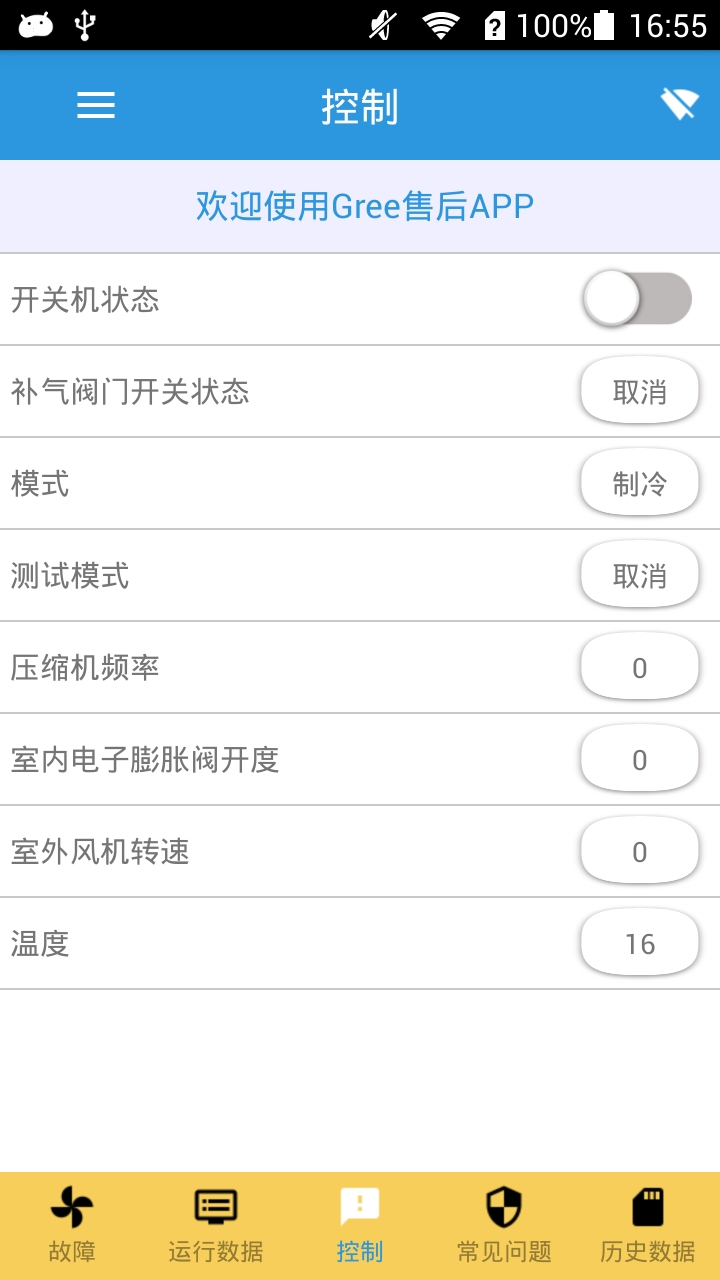 100% 16:55
控制
欢迎使用Gree售后APP
开关机状态
补气阀门开关状态 取消
模式 制冷
测试模式 取消
压缩机频率 0
室内电子膨胀阀开度 0
室外风机转速 0
温度 16
故障 运行数据 控制 常见问题 历史数据